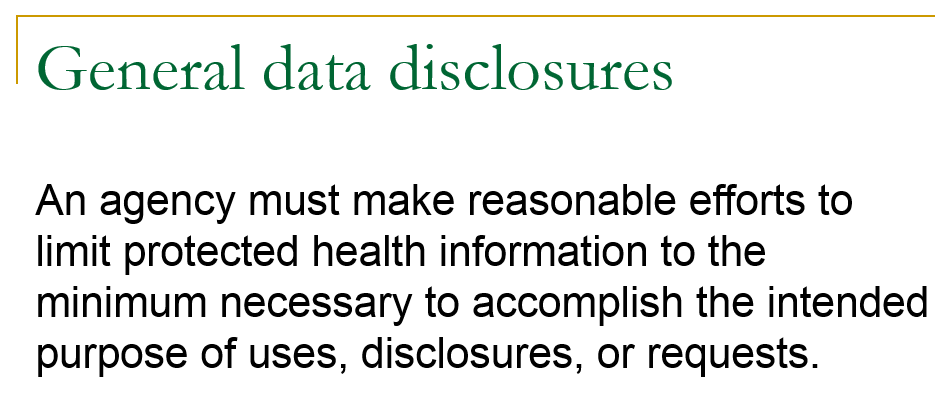 General data disclosures
An agency must make reasonable efforts to
limit protected health information to the
minimum necessary to accomplish the intended
purpose of uses, disclosures, or requests.